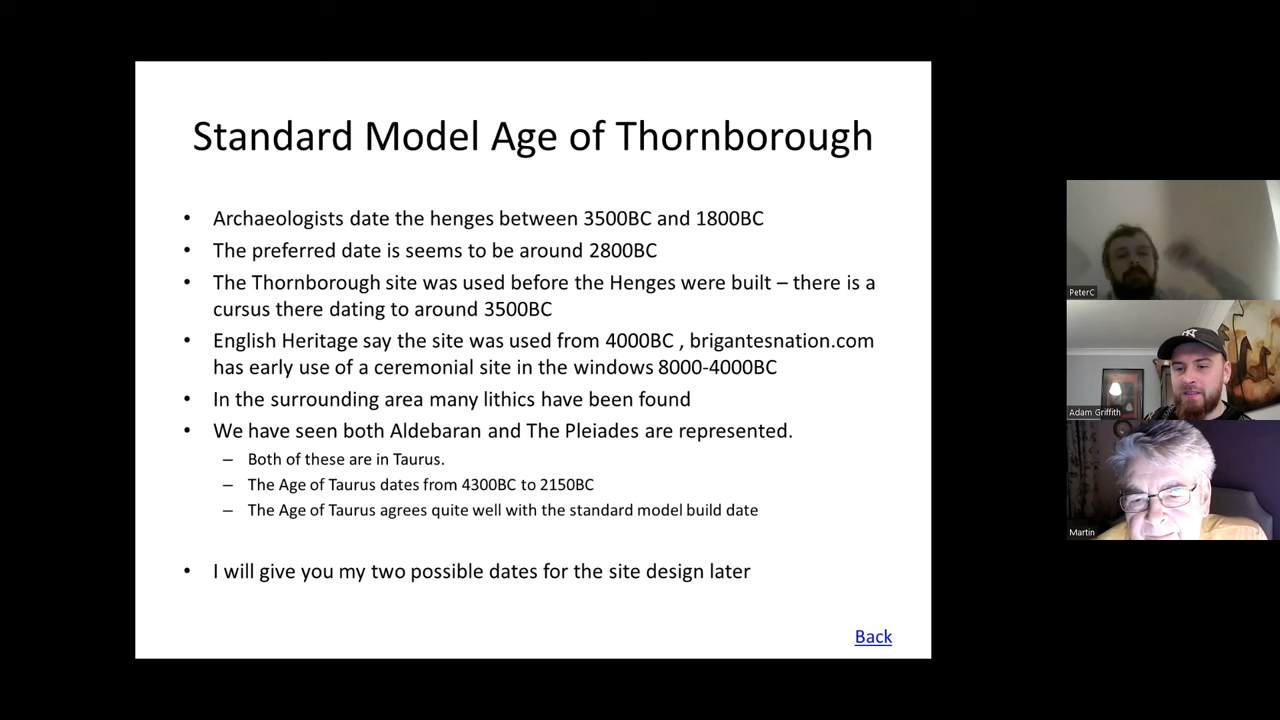 Standard Model Age of Thornborough
• Archaeologists date the henges between 3500BC and 1800BC
• The preferred date is seems to be around 2800BC
• The Thornborough site was used before the Henges were built – there is a
cursus there dating to around 3500BC
• English Heritage say the site was used from 4000BC , brigantesnation.com
has early use of a ceremonial site in the windows 8000-4000BC
• In the surrounding area many lithics have been found
• We have seen both Aldebaran and The Pleiades are represented.
– Both of these are in Taurus.
– The Age of Taurus dates from 4300BC to 2150BC
– The Age of Taurus agrees quite well with the standard model build date
• I will give you my two possible dates for the site design later
Back
PeterC
Adam Griffith
Martin